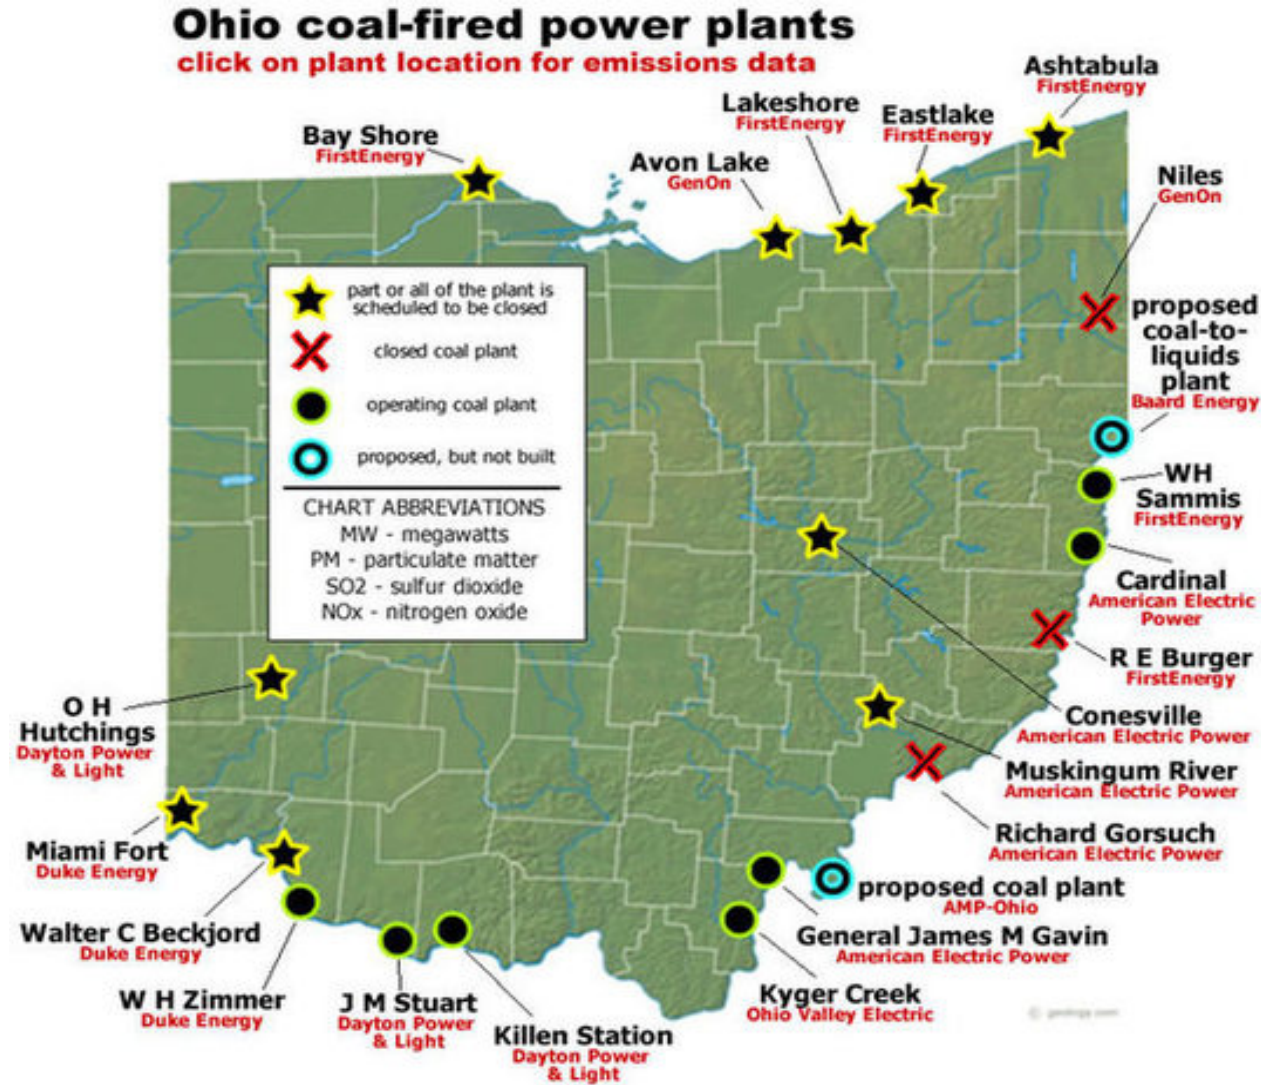 Ohio coal-fired power plants
click on plant location for emissions data
Ashtabula
FirstEnergy
Lakeshore
FirstEnergy
Eastlake
FirstEnergy
Bay Shore
FirstEnergy
Avon Lake
GenOn
Niles
GenOn
part or all of the plant is
scheduled to be closed
closed coal plant
operating coal plant
proposed, but not built
CHART ABBREVIATIONS
MW - megawatts
PM - particulate matter
SO2 - sulfur dioxide
NOx - nitrogen oxide
proposed
coal-to-
liquids
plant
Baard Energy
WH
Sammis
FirstEnergy
Cardinal
American Electric
Power
R E Burger
FirstEnergy
Conesville
American Electric Power
Muskingum River
American Electric Power
Richard Gorsuch
American Electric Power
proposed coal plant
AMP-Ohio
General James M Gavin
American Electric Power
Kyger Creek
Ohio Valley Electric
O H
Hutchings
Dayton Power
& Light
Miami Fort
Duke Energy
Walter C Beckjord
Duke Energy
W H Zimmer
Duke Energy
J M Stuart
Dayton Power
& Light
Killen Station
Dayton Power
& Light
© geology.com